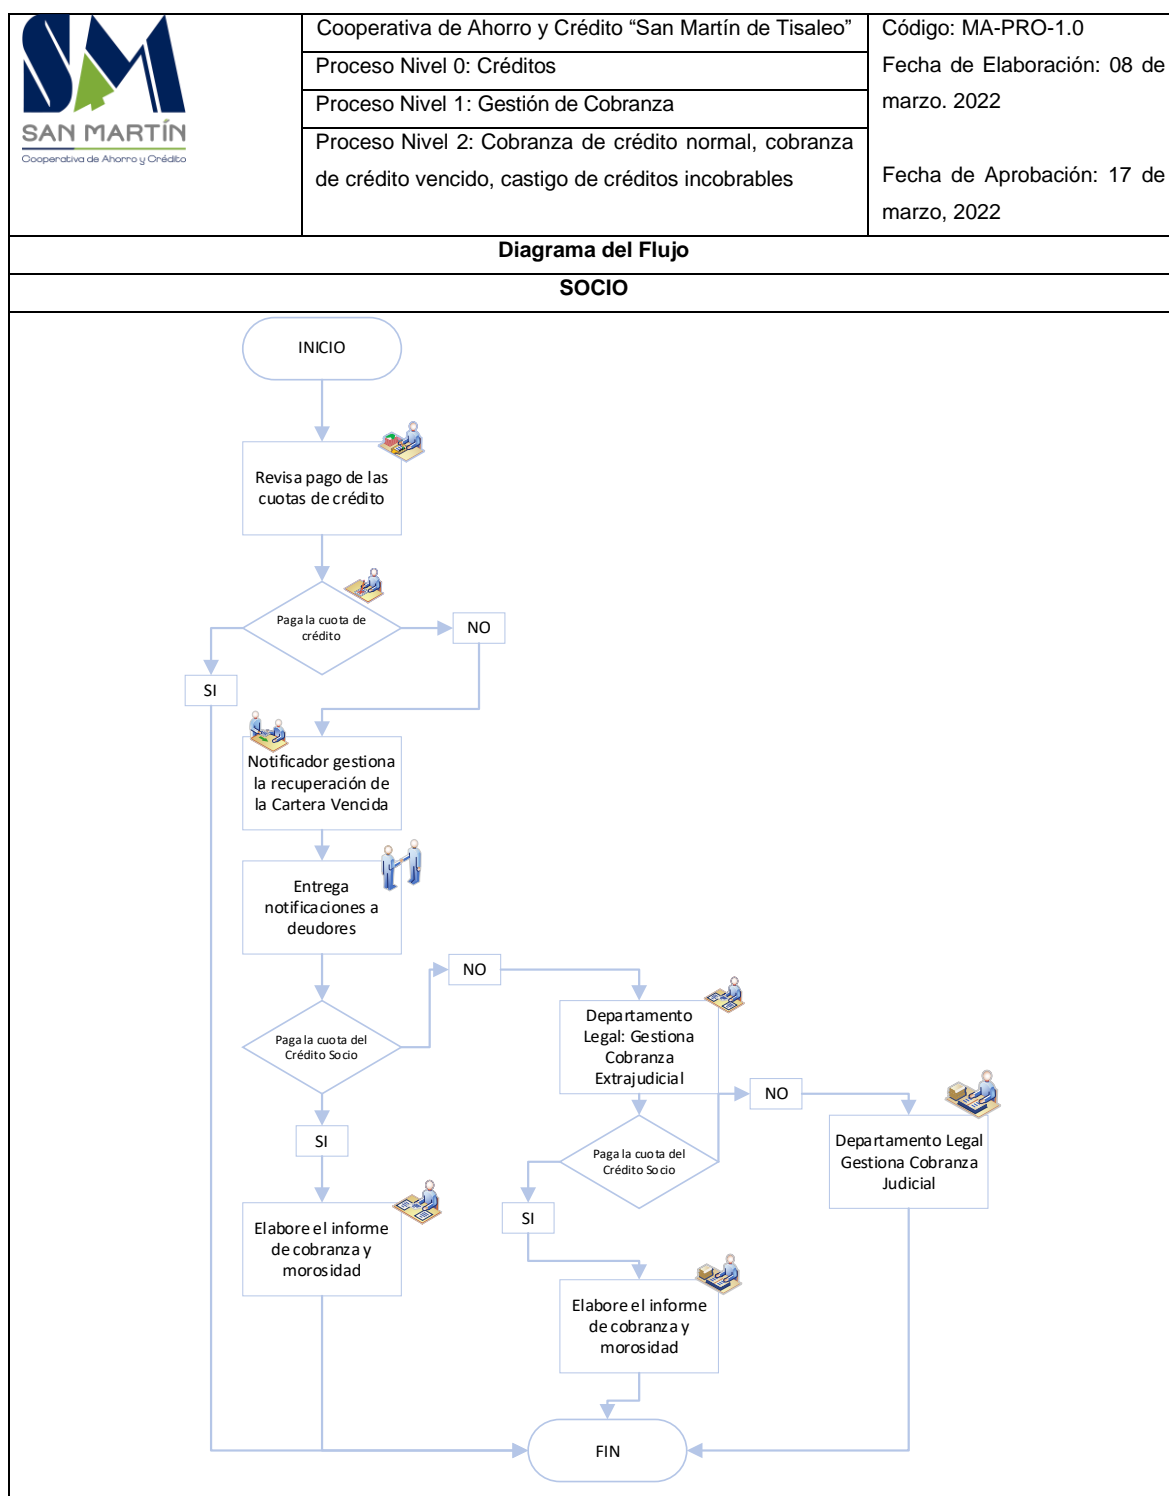 SM
SAN MARTÍN
Cooperativa de Ahorro y Crédito
Cooperativa de Ahorro y Crédito “San Martín de Tisaleo”
Proceso Nivel 0: Créditos
Proceso Nivel 1: Gestión de Cobranza
Proceso Nivel 2: Cobranza de crédito normal, cobranza
de crédito vencido, castigo de créditos incobrables
Código: MA-PRO-1.0
Fecha de Elaboración: 08 de
marzo. 2022
Fecha de Aprobación: 17 de
marzo, 2022
Diagrama del Flujo
SOCIO
INICIO
Revisa pago de las
cuotas de crédito
Paga la cuota de
crédito
NO
SI
Notificador gestiona
la recuperación de
la Cartera Vencida
Entrega
notificaciones a
deudores
NO
Paga la cuota del
Crédito Socio
Departamento
Legal: Gestiona
Cobranza
Extrajudicial
NO
SI
Paga la cuota del
Crédito Socio
Departamento Legal
Gestiona Cobranza
Judicial
SI
Elabore el informe
de cobranza y
morosidad
Elabore el informe
de cobranza y
morosidad
FIN